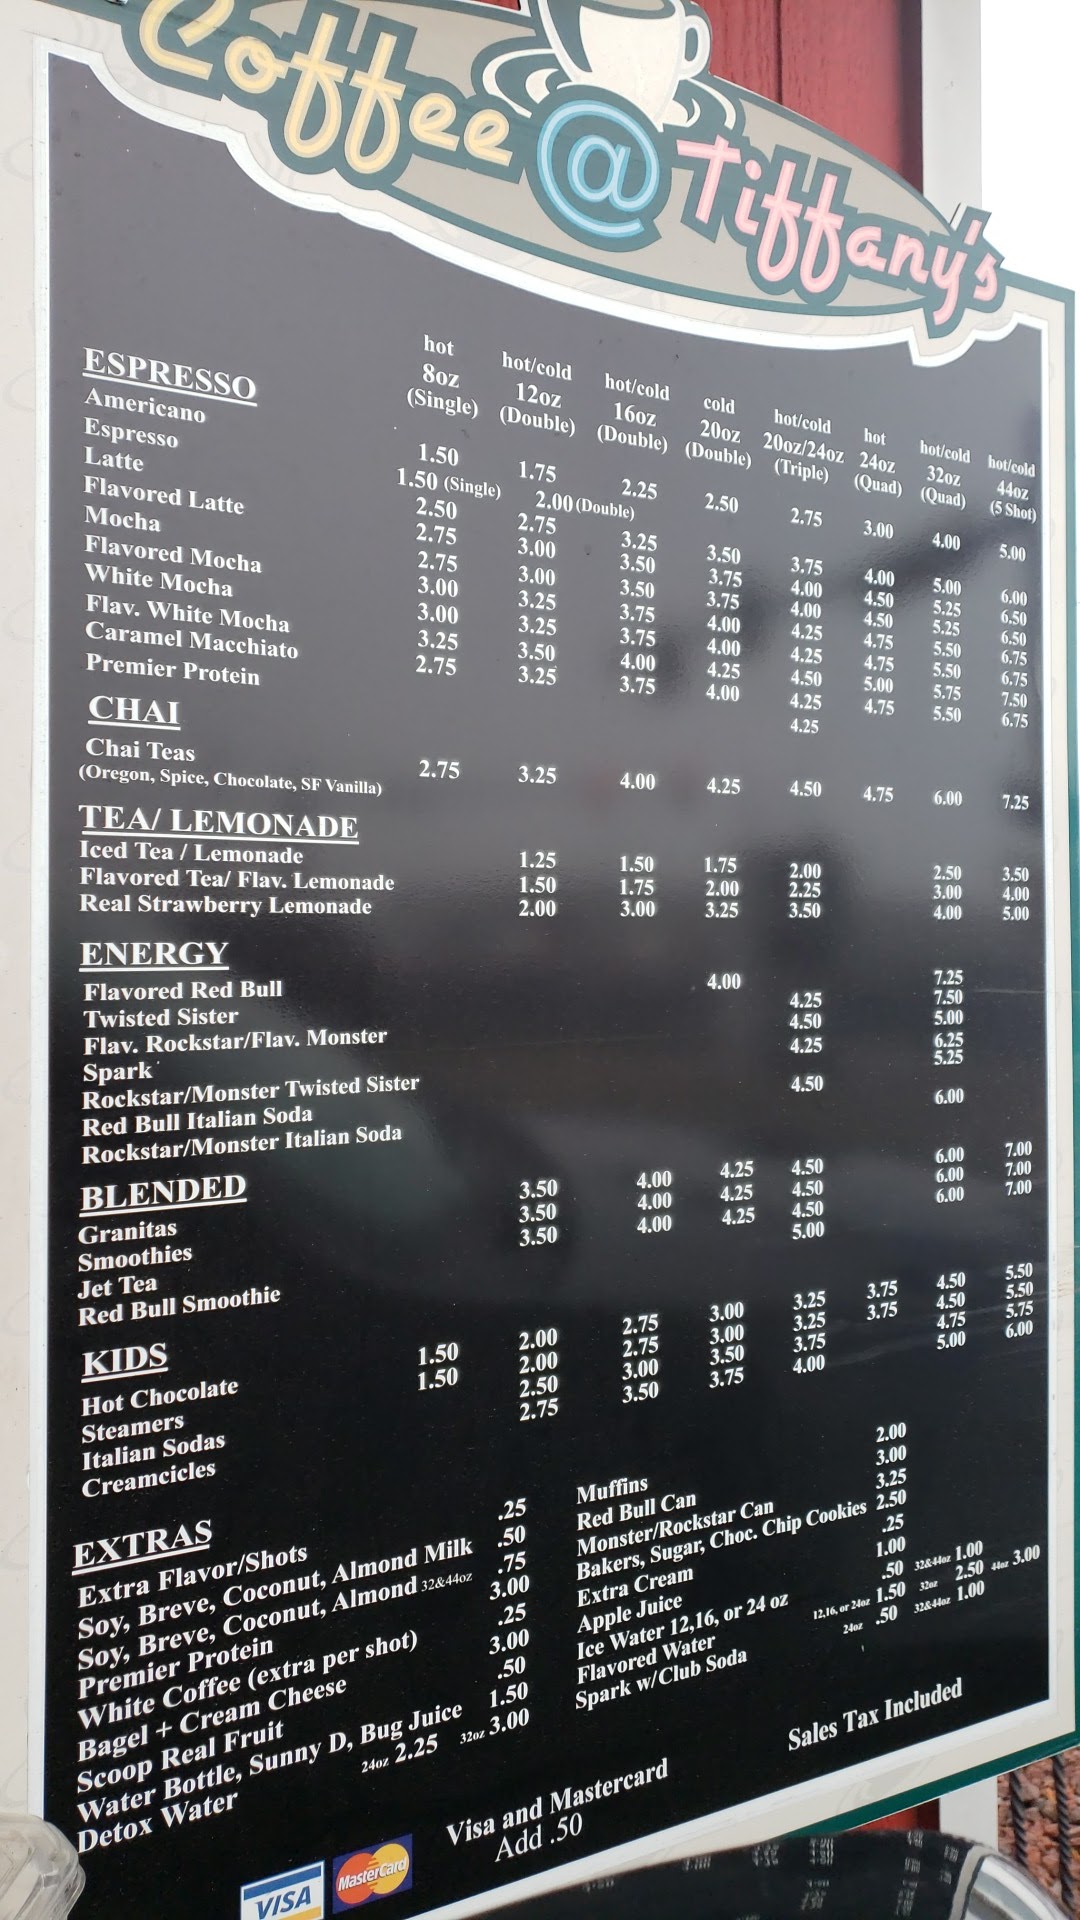 Coffee @ Tiffany's
hot hot/cold hot/cold cold hot/cold hot hot/cold hot/cold
8oz 12oz 16oz 20oz 20oz/24oz 24oz 32oz 44oz
(Single) (Double) (Double) (Double) (Triple) (Quad) (Quad) (5 Shot)
ESPRESSO
Americano 1.50 1.75 2.25 2.50 2.75 3.00 4.00 5.00
Espresso 1.50 (Single) 2.00 (Double)
Latte 2.50 2.75 3.25 3.50 3.75 4.00 5.00 6.00
Flavored Latte 2.75 3.00 3.50 3.75 4.00 4.50 5.25 6.50
Mocha 2.75 3.00 3.50 3.75 4.00 4.50 5.25 6.50
Flavored Mocha 3.00 3.25 3.75 4.00 4.25 4.75 5.50 6.75
White Mocha 3.00 3.25 3.75 4.00 4.25 4.75 5.50 6.75
Flav. White Mocha 3.25 3.50 4.00 4.25 4.50 5.00 5.75 7.50
Caramel Macchiato 2.75 3.25 3.75 4.00 4.25 4.75 5.50 6.75
Premier Protein 4.25
CHAI
Chai Teas 2.75 3.25 4.00 4.25 4.50 4.75 6.00 7.25
(Oregon, Spice, Chocolate, SF Vanilla)
TEA/ LEMONADE
Iced Tea / Lemonade 1.25 1.50 1.75 2.00 2.50 3.50
Flavored Tea/ Flav. Lemonade 1.50 1.75 2.00 2.25 3.00 4.00
Real Strawberry Lemonade 2.00 3.00 3.25 3.50 4.00 5.00
ENERGY
Flavored Red Bull 4.00 7.25
Twisted Sister 4.25 7.50
Flav. Rockstar/Flav. Monster 4.50 5.00
Spark 4.25 6.25
Rockstar/Monster Twisted Sister 5.25
Red Bull Italian Soda 4.50
Rockstar/Monster Italian Soda 6.00
BLENDED
Granitas 3.50 4.00 4.25 4.50 6.00 7.00
Smoothies 3.50 4.00 4.25 4.50 6.00 7.00
Jet Tea 3.50 4.00 4.25 4.50 6.00 7.00
Red Bull Smoothie 5.00
KIDS
Hot Chocolate 1.50 2.00 2.75 3.00 3.25 3.75 4.50 5.50
Steamers 1.50 2.00 2.75 3.00 3.25 3.75 4.50 5.50
Italian Sodas 2.50 3.00 3.50 3.75 4.75 5.75
Creamcicles 2.75 3.50 3.75 4.00 5.00 6.00
EXTRAS
Extra Flavor/Shots .25
Soy, Breve, Coconut, Almond Milk .50
Soy, Breve, Coconut, Almond 32&44oz .75
Premier Protein 3.00
White Coffee (extra per shot) .25
Bagel + Cream Cheese 3.00
Scoop Real Fruit .50
Water Bottle, Sunny D, Bug Juice 1.50
Detox Water 24oz 2.25 32oz 3.00
Muffins 2.00
Red Bull Can 3.00
Monster/Rockstar Can 3.25
Bakers, Sugar, Choc. Chip Cookies 2.50
Extra Cream .25
Apple Juice 1.00
Ice Water 12,16, or 24 oz .50 32&44oz 1.00
Flavored Water 12,16, or 24oz 1.50 32oz 2.50 44oz 3.00
Spark w/Club Soda 24oz .50 32&44oz 1.00
Sales Tax Included
Visa and Mastercard
Add .50
VISA
MasterCard